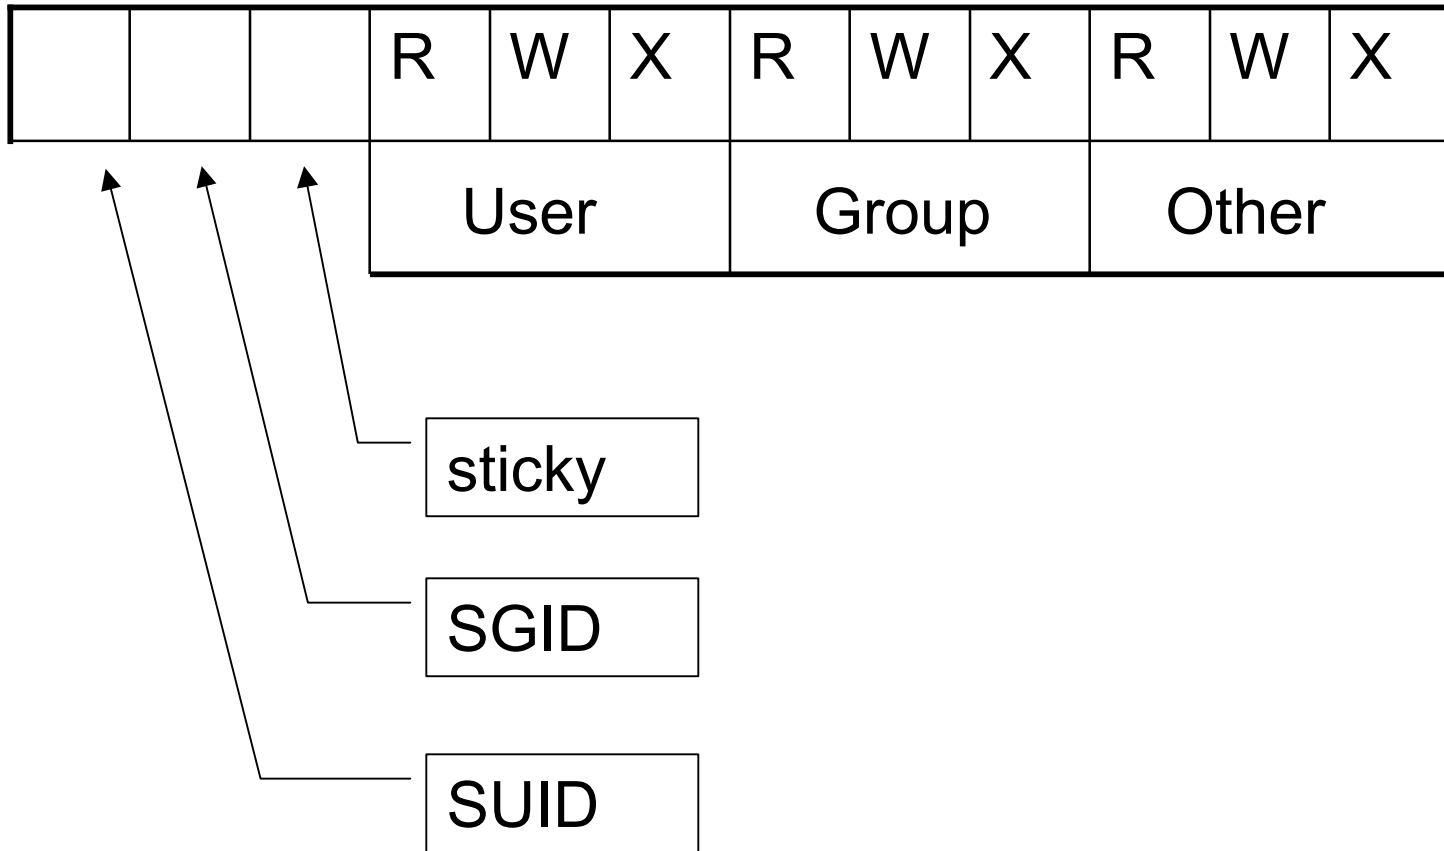 R W X R W X R W X
User Group Other
sticky
SGID
SUID